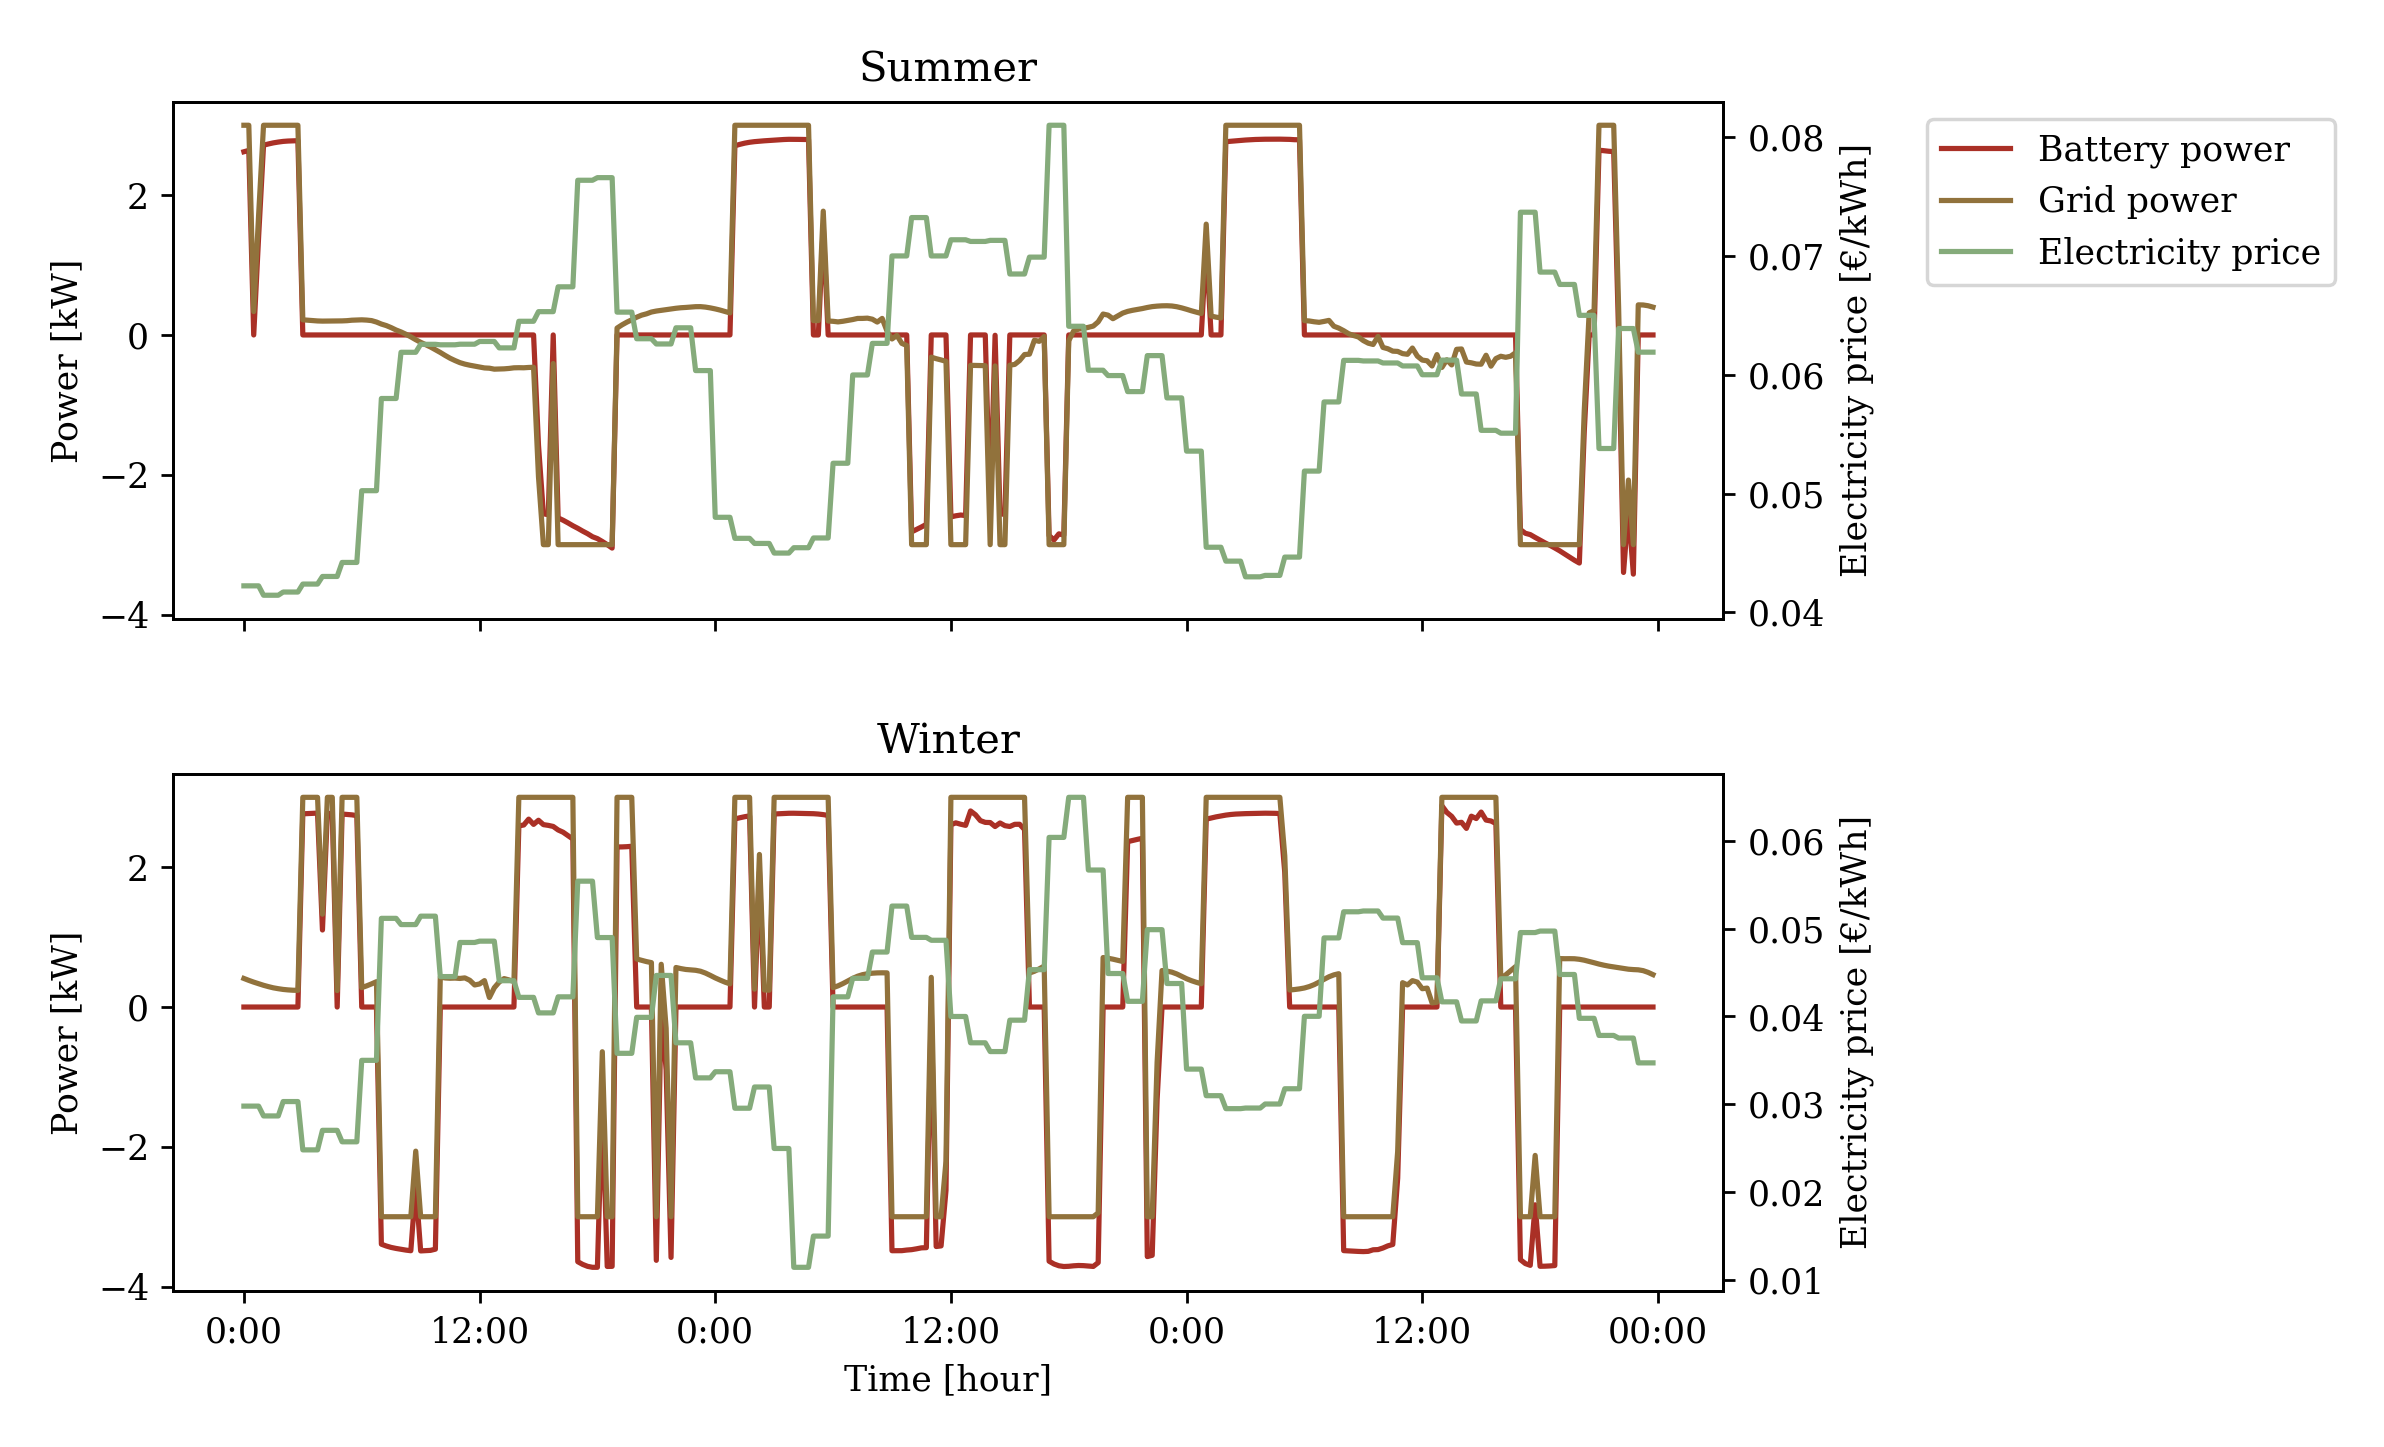 Summer
Power [kW]
2
0
−2
−4
0.08
0.07
0.06
0.05
0.04
Electricity price [€/kWh]
Battery power
Grid power
Electricity price
Winter
Power [kW]
2
0
−2
−4
0.06
0.05
0.04
0.03
0.02
0.01
Electricity price [€/kWh]
0:00 12:00 0:00 12:00 0:00 12:00 00:00
Time [hour]